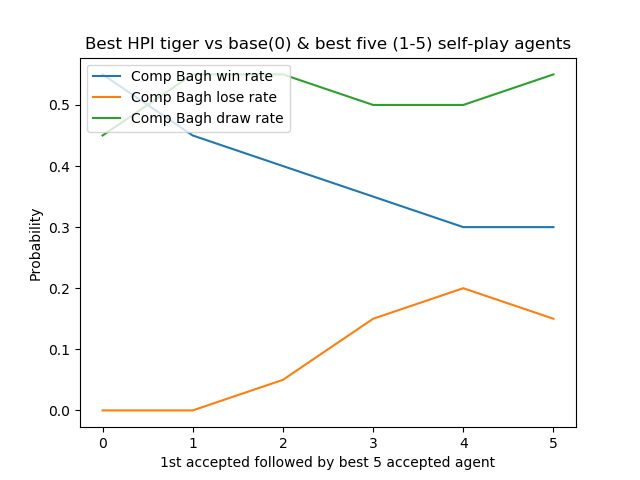 Best HPI tiger vs base(0) & best five (1-5) self-play agents
Comp Bagh win rate
Comp Bagh lose rate
Comp Bagh draw rate
Probability
0.5
0.4
0.3
0.2
0.1
0.0
0 1 2 3 4 5
1st accepted followed by best 5 accepted agent